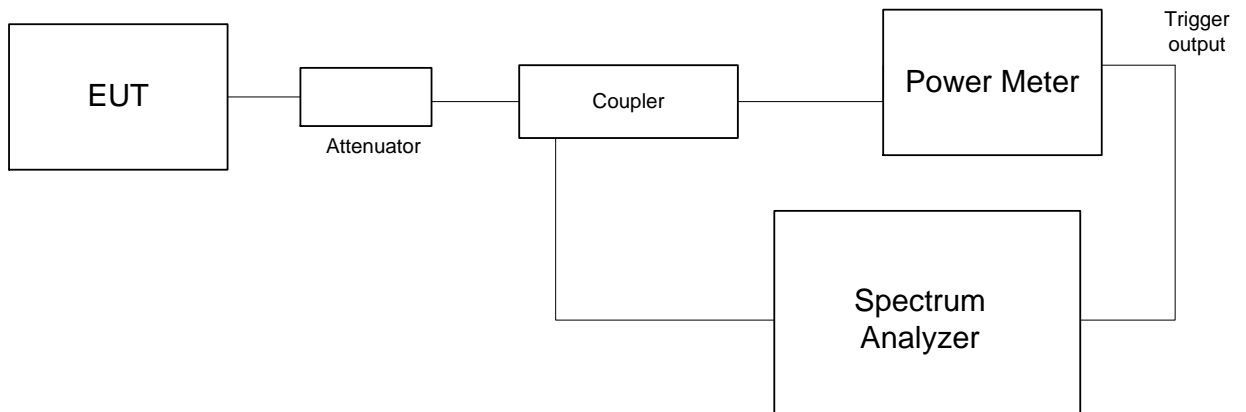 EUT
Attenuator
Coupler
Power Meter
Trigger
output
Spectrum
Analyzer